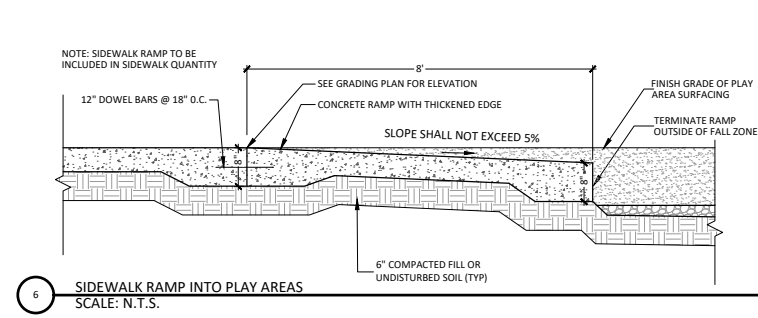 NOTE: SIDEWALK RAMP TO BE
INCLUDED IN SIDEWALK QUANTITY
8'
12" DOWEL BARS @ 18" O.C.
SEE GRADING PLAN FOR ELEVATION
CONCRETE RAMP WITH THICKENED EDGE
SLOPE SHALL NOT EXCEED 5%
FINISH GRADE OF PLAY
AREA SURFACING
TERMINATE RAMP
OUTSIDE OF FALL ZONE
8"
8"
6" COMPACTED FILL OR
UNDISTURBED SOIL (TYP)
6
SIDEWALK RAMP INTO PLAY AREAS
SCALE: N.T.S.